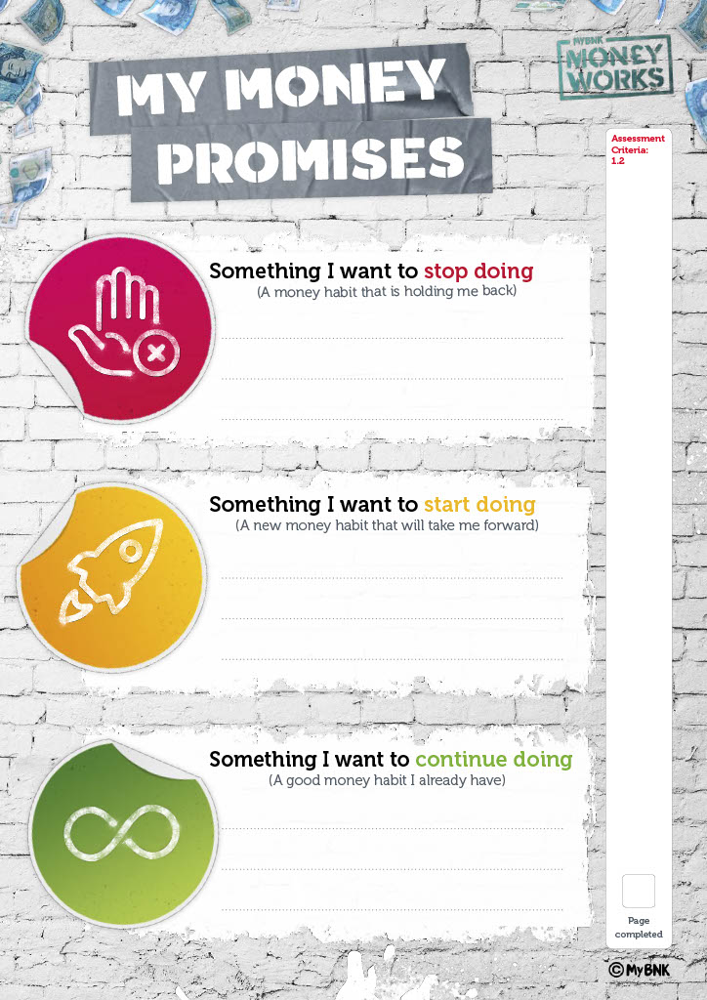 MY MONEY
PROMISES
MYBNK
MONEY
WORKS
Assessment
Criteria:
1.2
Something I want to stop doing
(A money habit that is holding me back)
Something I want to start doing
(A new money habit that will take me forward)
Something I want to continue doing
(A good money habit I already have)
Page
completed
© MyBNK